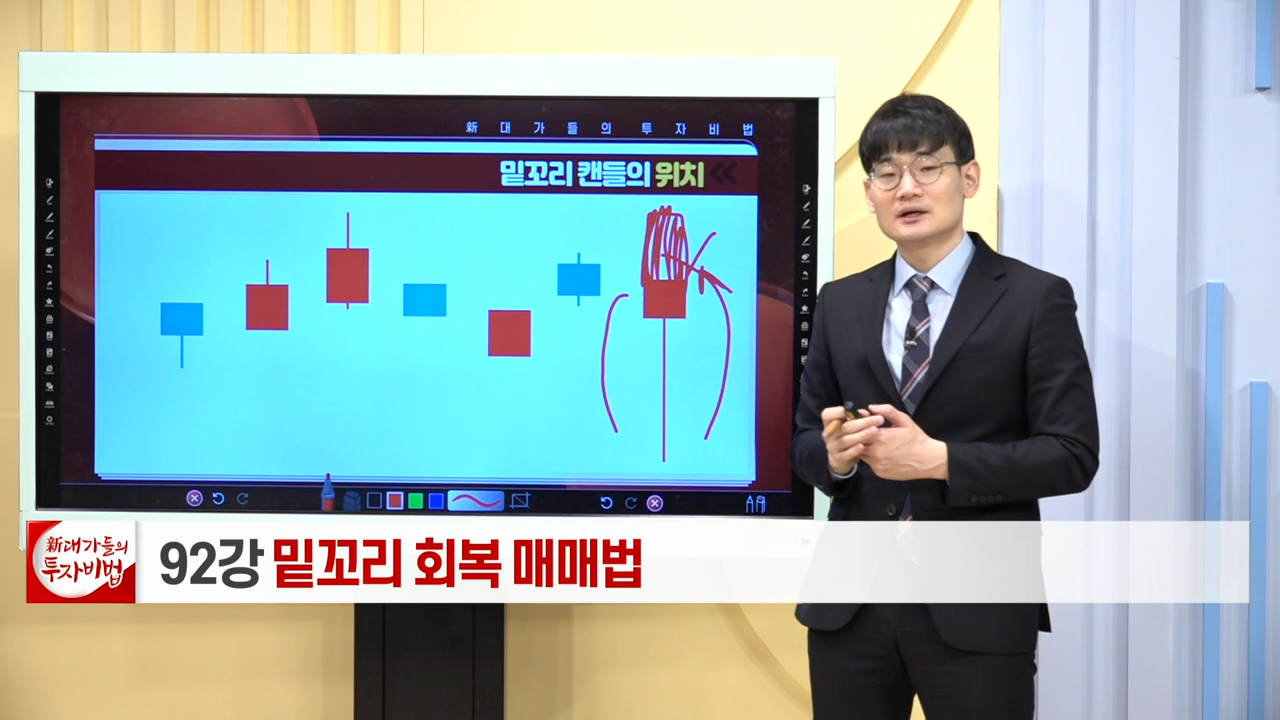 新대가들의 투자비법
밑꼬리 캔들의 위치
新대가들의
투자비법
92강 밑꼬리 회복 매매법